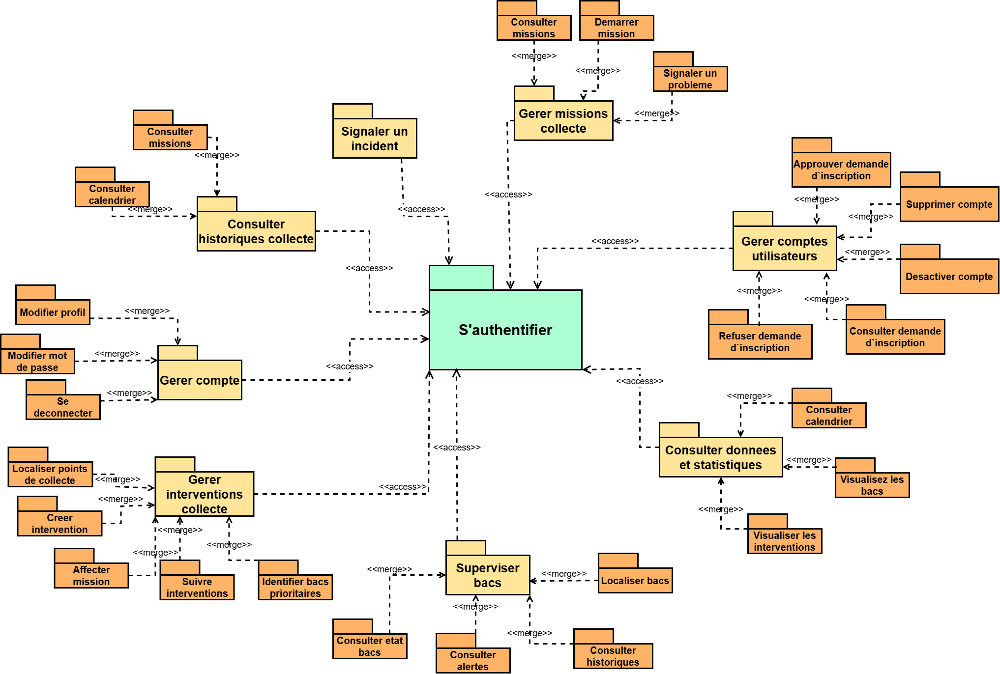 Consulter
missions
Demarrer
mission
<<merge>>
<<merge>>
Signaler un
probleme
<<merge>>
Gerer missions
collecte
Signaler un
incident
Consulter
missions
<<merge>>
Consulter
calendrier
<<merge>>
Consulter
historiques collecte
<<access>>
<<access>>
<<access>>
Approuver demande
d`inscription
<<merge>>
Supprimer compte
<<merge>>
Gerer comptes
utilisateurs
<<access>>
<<merge>>
Desactiver compte
<<merge>>
<<merge>>
Refuser demande
d`inscription
Consulter demande
d`inscription
S'authentifier
Modifier profil
<<merge>>
Modifier mot
de passe
<<merge>>
Se
deconnecter
<<merge>>
Gerer compte
<<access>>
<<access>>
<<merge>>
Consulter
calendrier
Consulter donnees
et statistiques
<<merge>>
Visualisez les
bacs
<<merge>>
Visualiser les
interventions
Localiser points
de collecte
<<merge>>
Gerer
interventions
collecte
<<access>>
<<access>>
Creer
intervention
<<merge>>
<<merge>>
<<merge>>
<<merge>>
Affecter
mission
Suivre
interventions
Identifier bacs
prioritaires
Superviser
bacs
<<merge>>
<<merge>>
Localiser bacs
<<merge>>
<<merge>>
Consulter etat
bacs
Consulter
alertes
Consulter
historiques